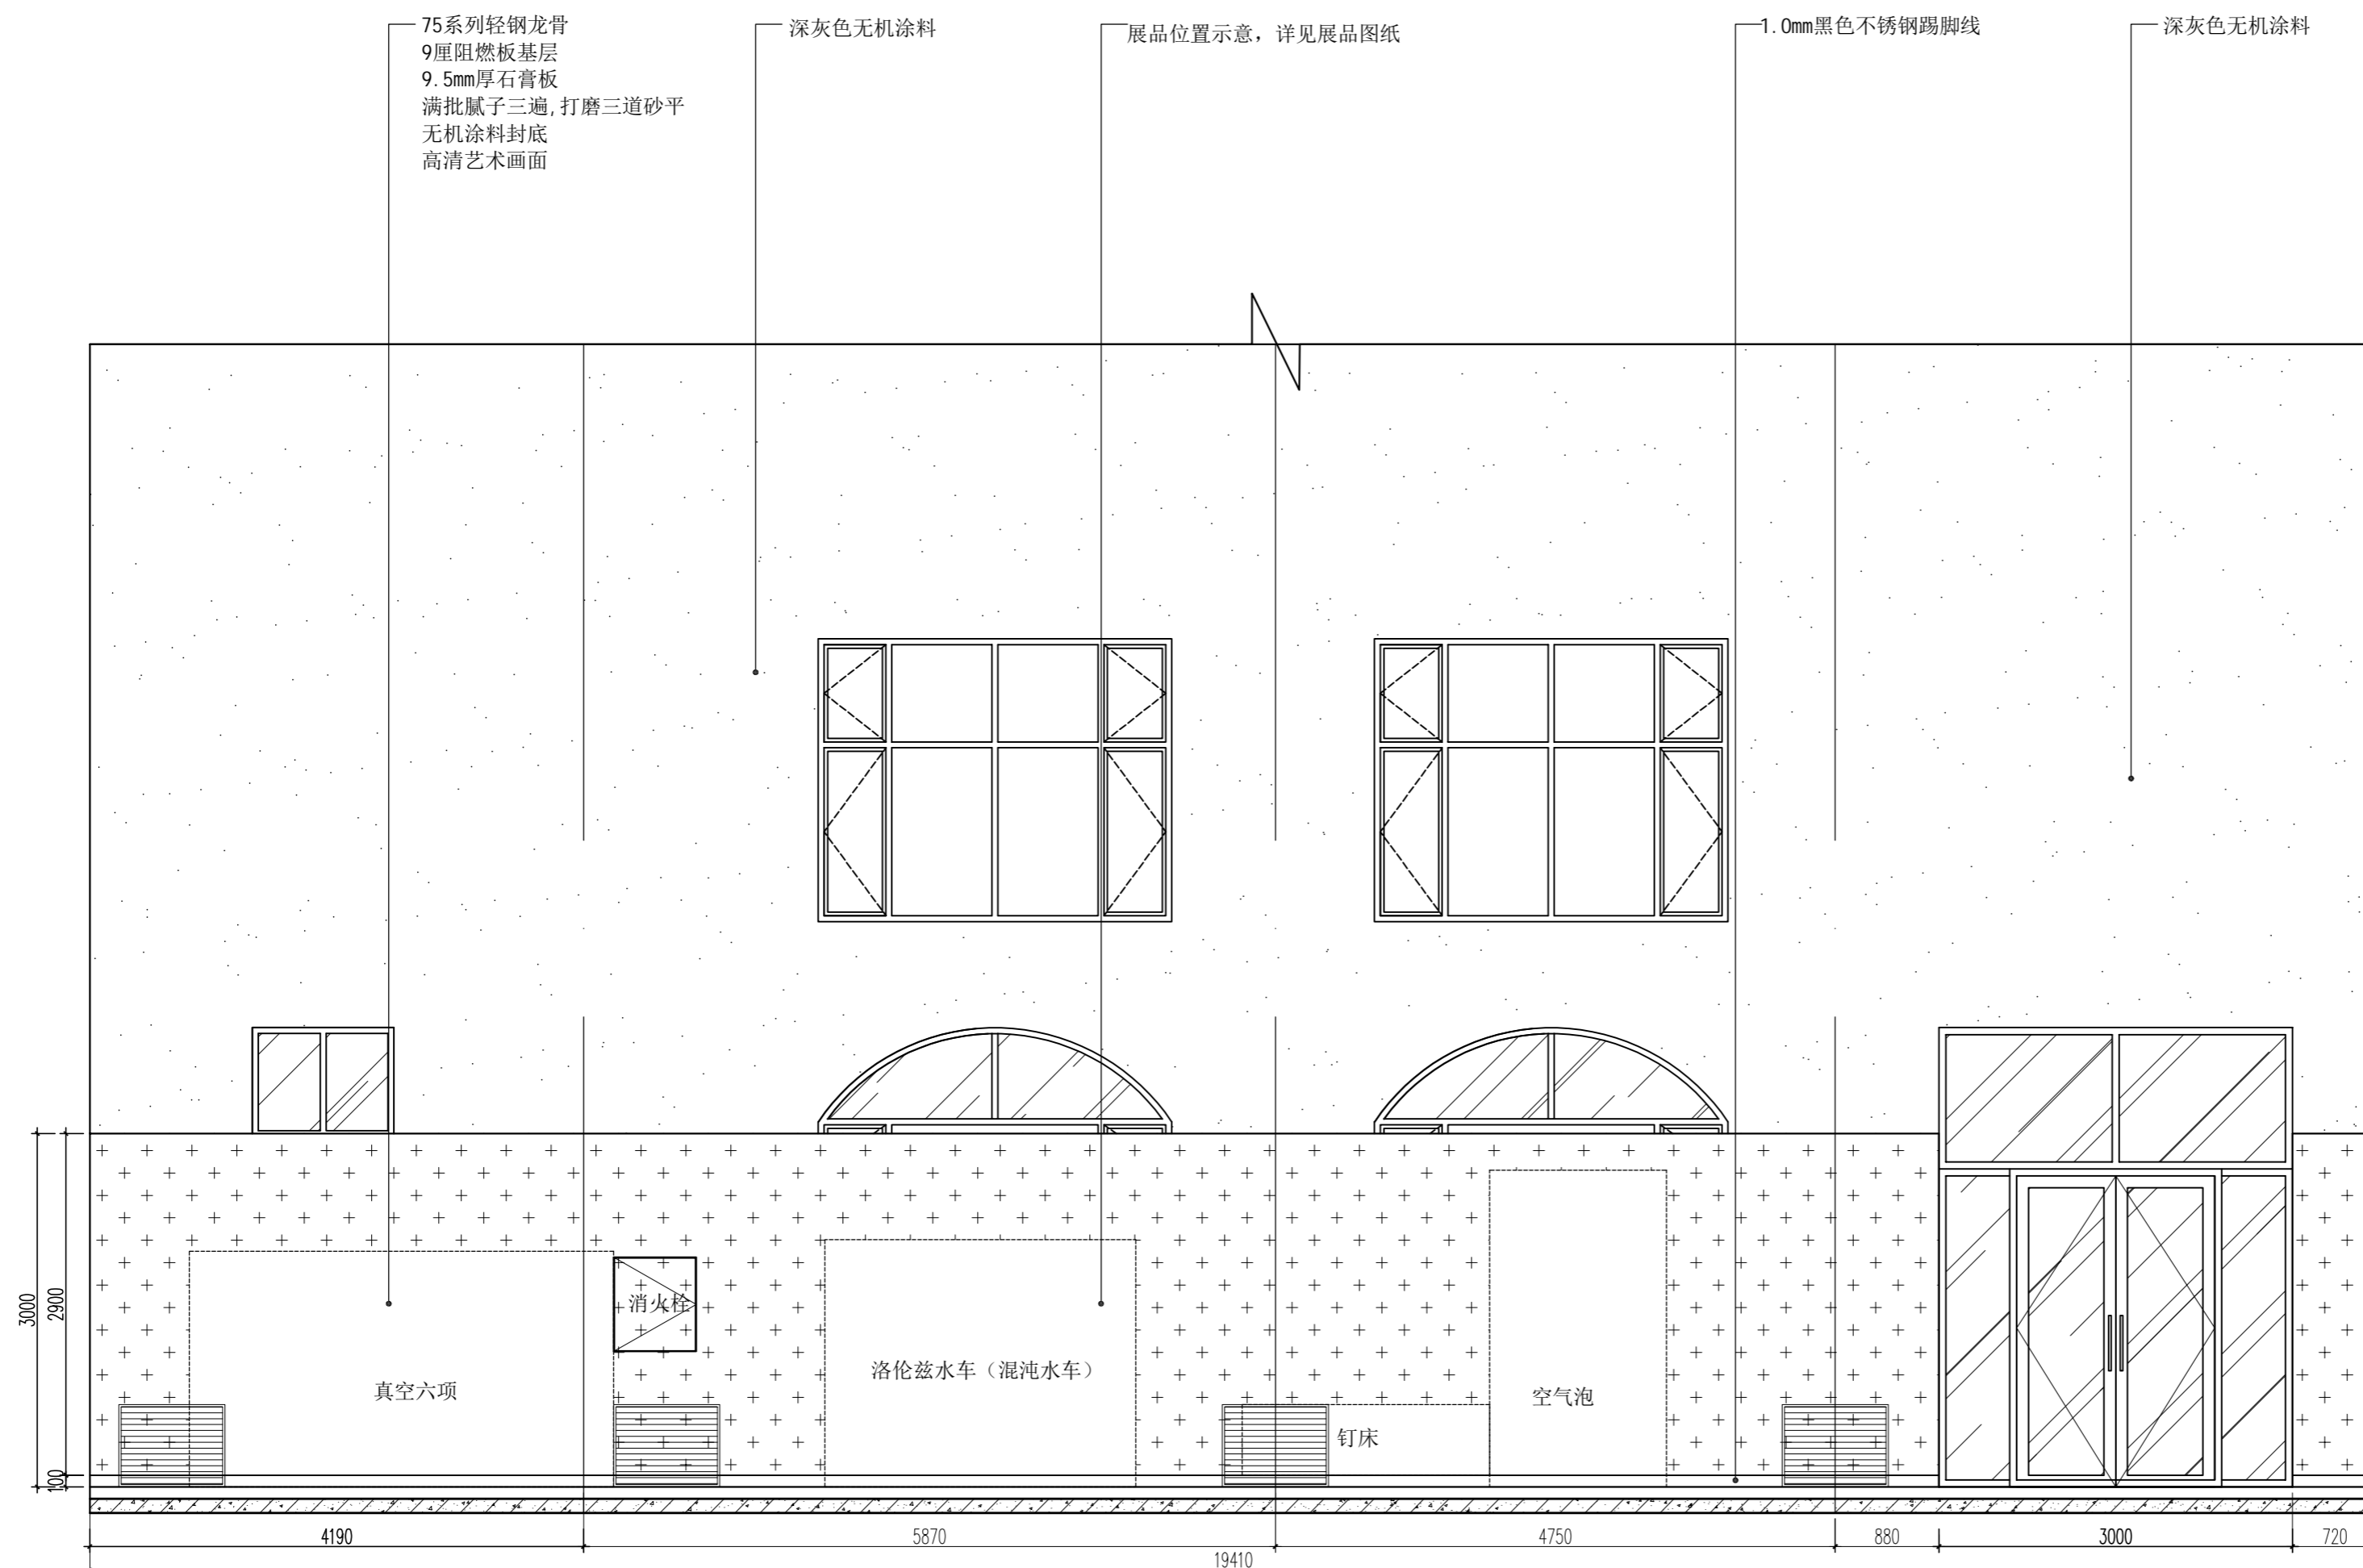 75系列轻钢龙骨
9厘阻燃板基层
9.5mm厚石膏板
满批腻子三遍,打磨三道砂平
无机涂料封底
高清艺术画面
深灰色无机涂料
展品位置示意，详见展品图纸
1.0mm黑色不锈钢踢脚线
深灰色无机涂料
3000
2900
100
消火栓
真空六项
洛伦兹水车（混沌水车）
钉床
空气泡
4190
5870
4750
880
3000
720
19410